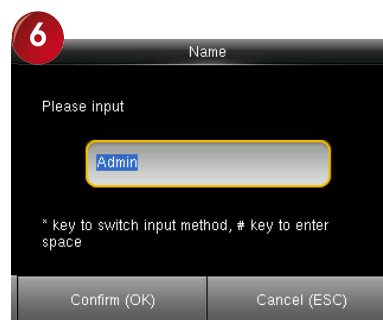 6
Name
Please input
Admin
* key to switch input method, # key to enter
space
Confirm (OK)
Cancel (ESC)